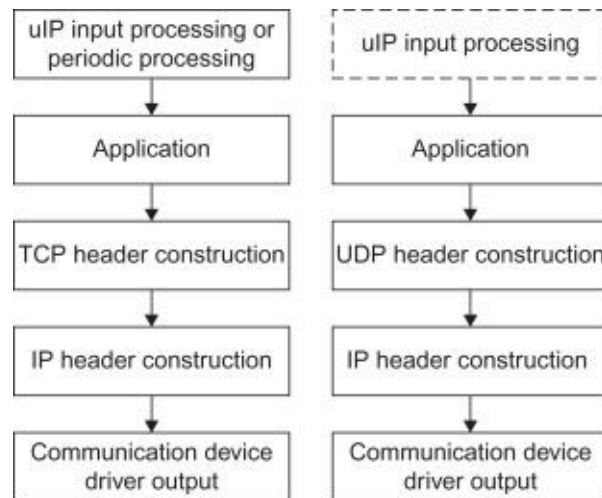 uIP input processing or
periodic processing
Application
TCP header construction
IP header construction
Communication device
driver output
uIP input processing
Application
UDP header construction
IP header construction
Communication device
driver output